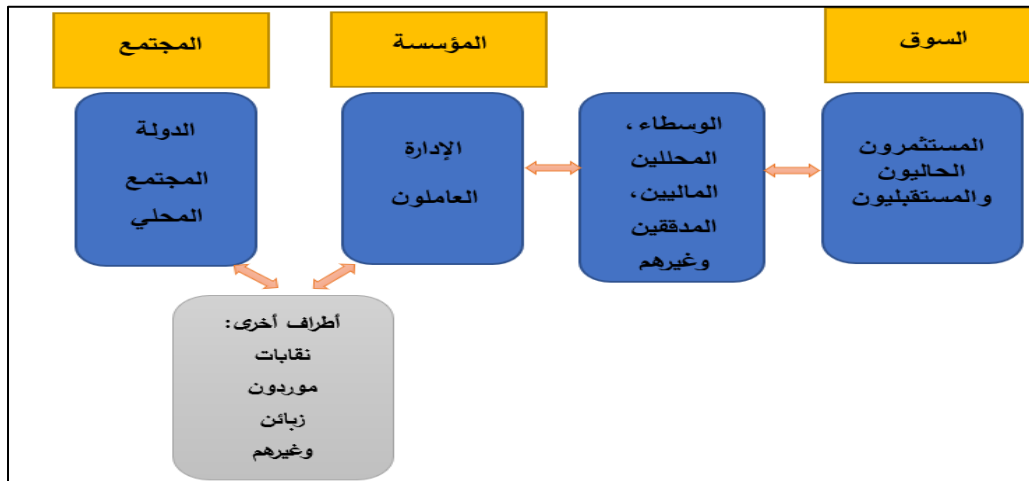 السوق
المؤسسة
المجتمع
المستثمرون
الحاليون
والمستقبليون
الوسطاء،
المحللين
الماليين،
المدققين
وغيرهم
الإدارة
العاملون
الدولة
المجتمع
المحلي
أطراف أخرى:
نقابات
موردون
زبائن
وغيرهم